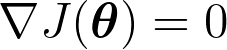 ∇J(𝜽) = 0